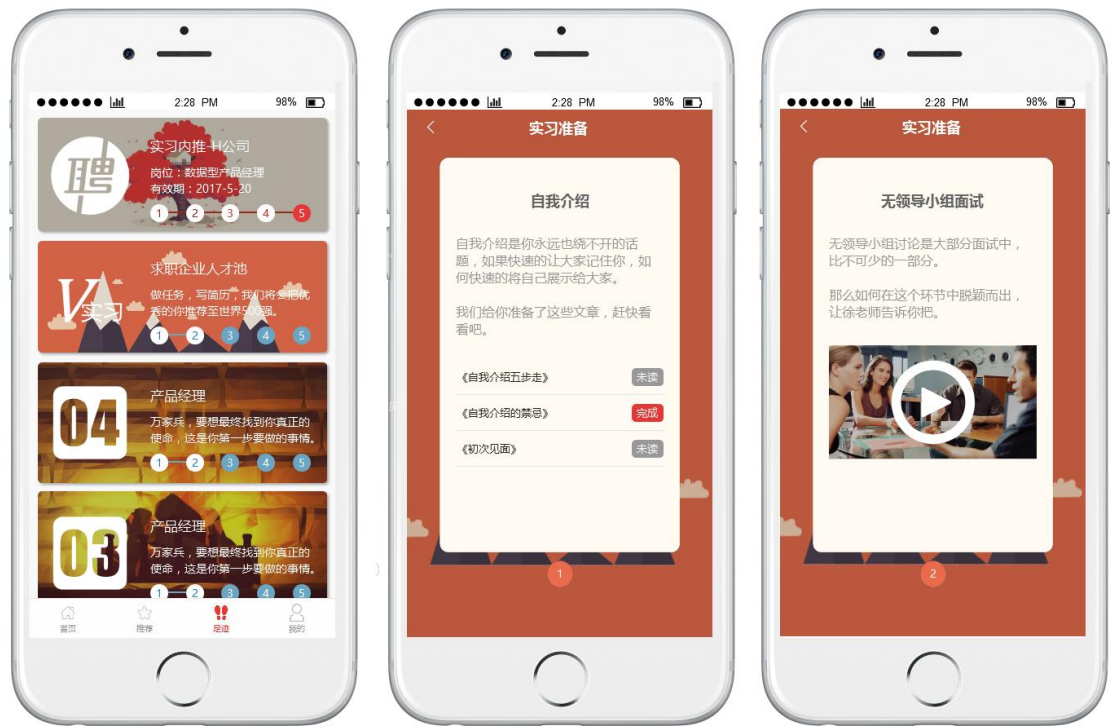 2:28 PM
98%
聘
实习内推-H公司
岗位：数据型产品经理
有效期：2017-5-20
1 2 3 4 5
V实习
求职企业人才池
做任务，写简历，我们将会把优
秀的你推荐至世界500强。
1 2 3 4 5
04
产品经理
万家兵，要想最终找到你真正的
使命，这是你第一步要做的事情。
1 2 3 4 5
03
产品经理
万家兵，要想最终找到你真正的
使命，这是你第一步要做的事情。
1 2 3 4 5
首页 推荐 足迹 我的
2:28 PM
98%
实习准备
自我介绍
自我介绍是你永远也绕不开的话
题，如果快速的让大家记住你，如
何快速的将自己展示给大家。
我们给你准备了这些文章，赶快看
看吧。
《自我介绍五步走》 未读
《自我介绍的禁忌》 完成
《初次见面》 未读
1
2:28 PM
98%
实习准备
无领导小组面试
无领导小组讨论是大部分面试中，
比不可少的一部分。
那么如何在这个环节中脱颖而出，
让徐老师告诉你把。
2